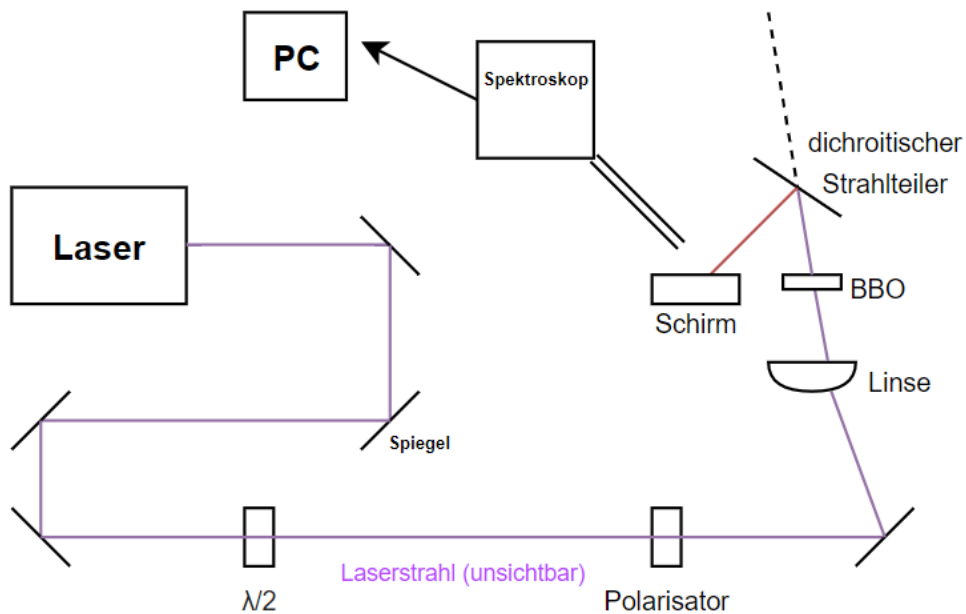 PC
Spektroskop
dichroitischer
Strahlteiler
Laser
BBO
Schirm
Linse
Spiegel
Laserstrahl (unsichtbar)
λ/2
Polarisator